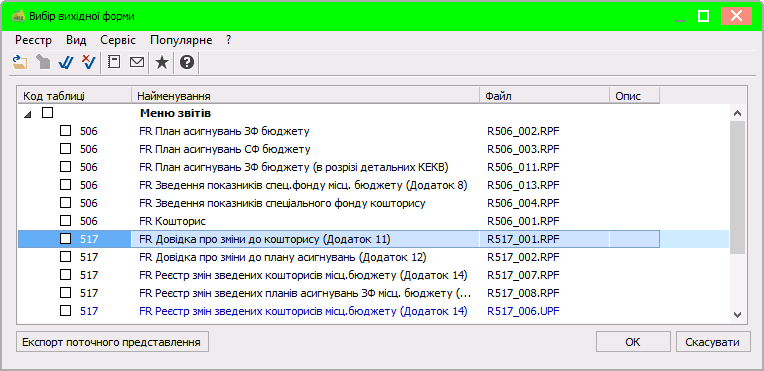 Вибір вихідної форми
Реєстр Вид Сервіс Популярне ?
Код таблиці Найменування Файл Опис
Меню звітів
506 FR План асигнувань ЗФ бюджету R506_002.RPF
506 FR План асигнувань СФ бюджету R506_003.RPF
506 FR План асигнувань ЗФ бюджету (в розрізі детальних КЕКВ) R506_011.RPF
506 FR Зведення показників спец.фонду місц. бюджету (Додаток 8) R506_013.RPF
506 FR Зведення показників спеціального фонду кошторису R506_004.RPF
506 FR Кошторис R506_001.RPF
517 FR Довідка про зміни до кошторису (Додаток 11) R517_001.RPF
517 FR Довідка про зміни до плану асигнувань (Додаток 12) R517_002.RPF
517 FR Реєстр змін зведених кошторисів місц.бюджету (Додаток 14) R517_007.RPF
517 FR Реєстр змін зведених планів асигнувань ЗФ місц. бюджету (... R517_008.RPF
517 FR Реєстр змін зведених кошторисів місц.бюджету (Додаток 14) R517_006.UPF
Експорт поточного представлення ОК Скасувати